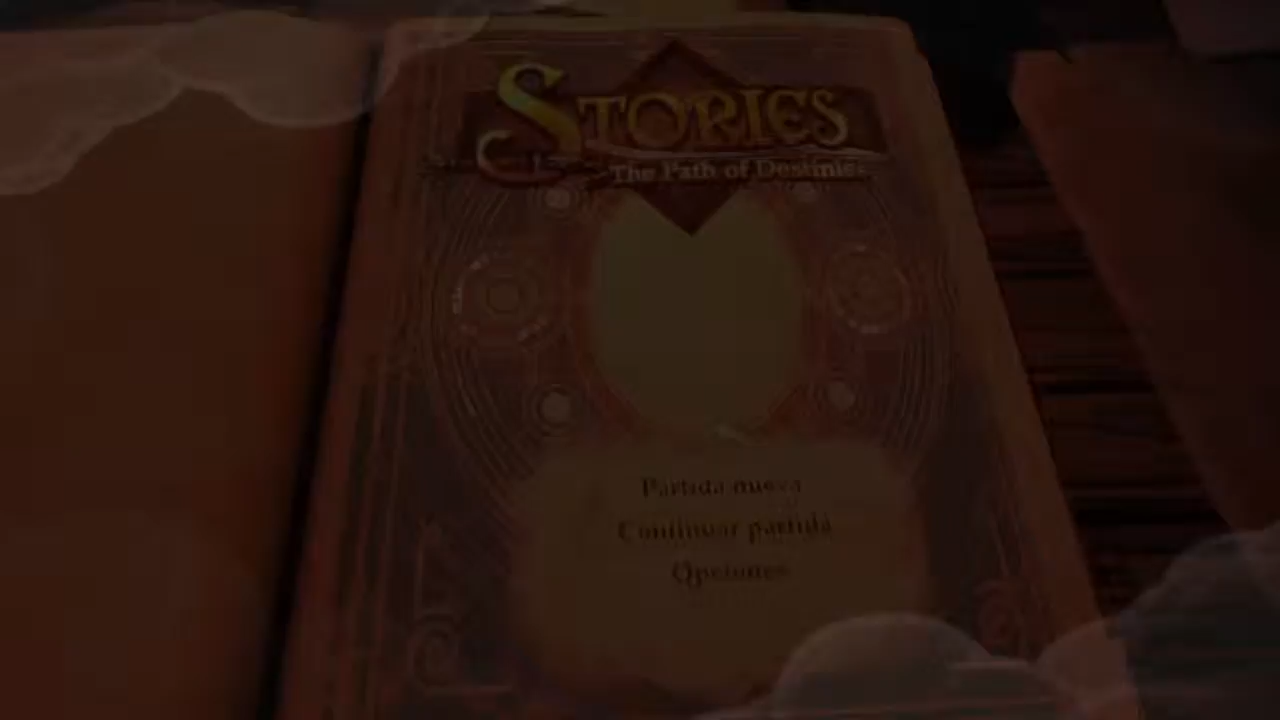 STORIES
The Path of Destinies
Partida nueva
Continuar partida
Opciones